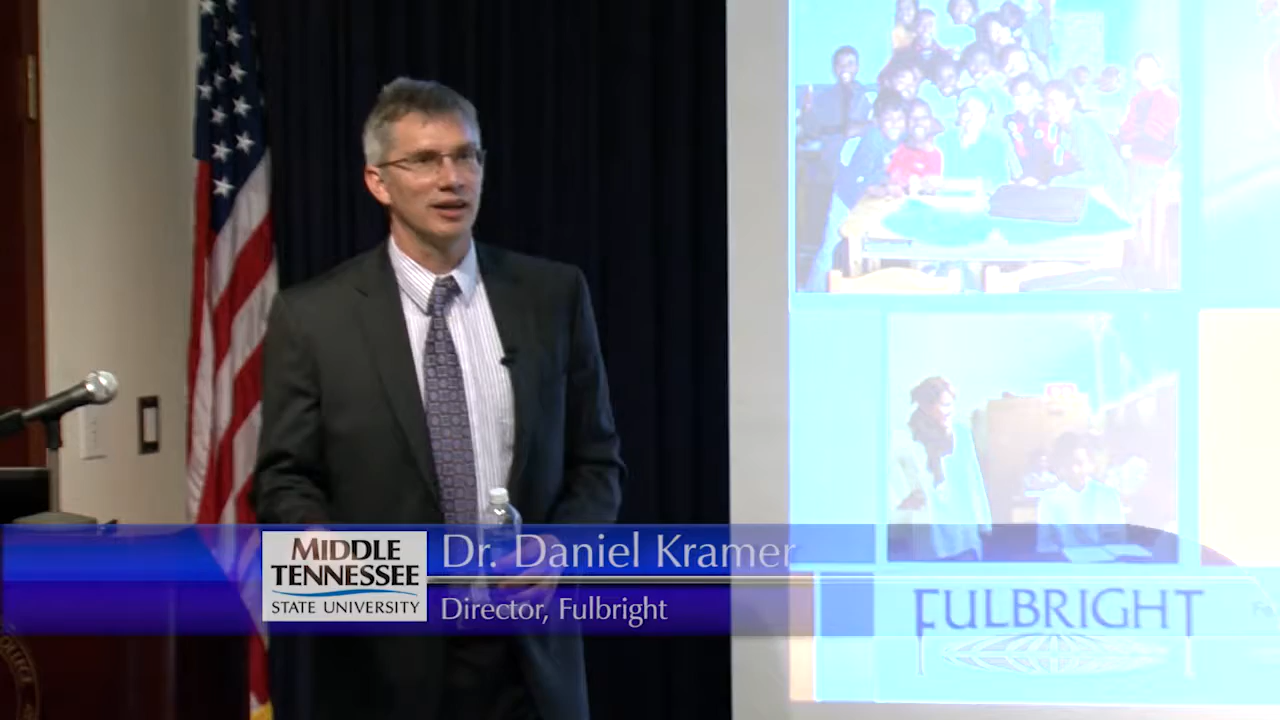 MIDDLE
TENNESSEE
STATE UNIVERSITY
Dr. Daniel Kramer
Director, Fulbright
FULBRIGHT